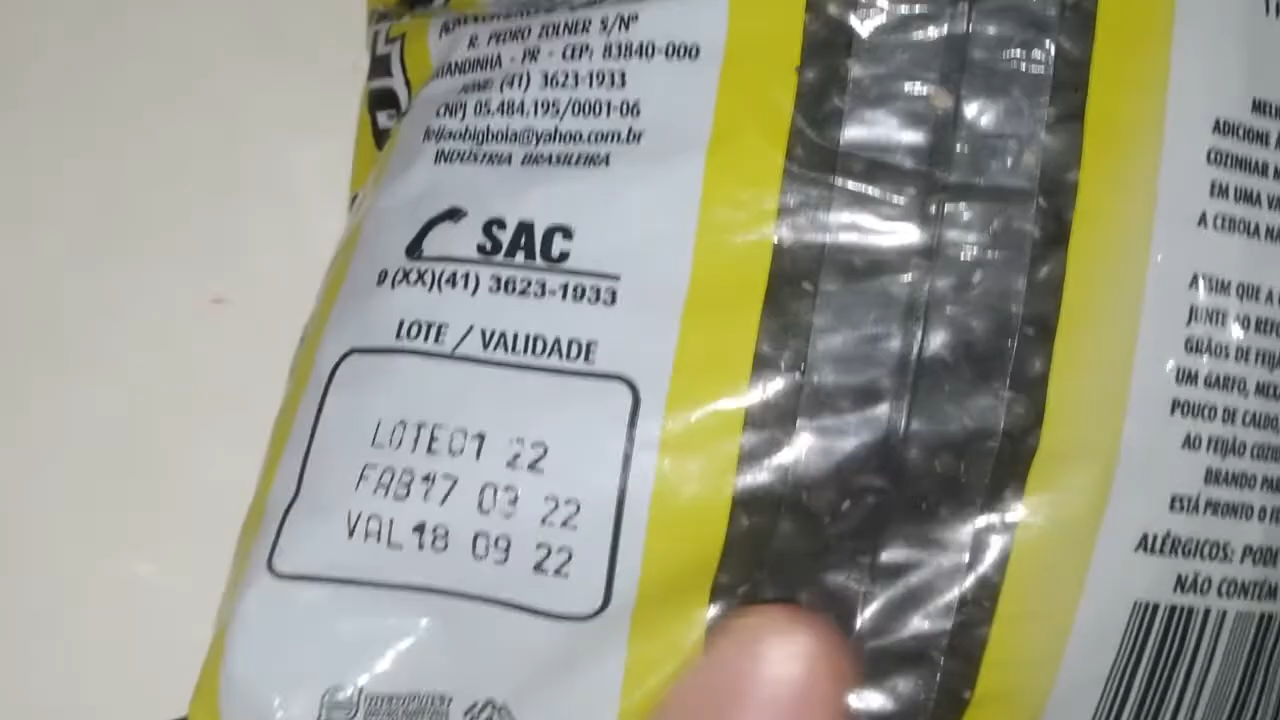 R. PEDRO ZOLNER S/Nº
- PR - CEP: 83840-000
(41) 3623-1933
CNPJ 05.484.195/0001-06
feijaobigboia@yahoo.com.br
INDÚSTRIA BRASILEIRA
SAC
0 (XX)(41) 3623-1933
LOTE / VALIDADE
LOTE01 22
FAB17 03 22
VAL18 09 22
ADICIONE
COZINHAR
EM UMA
A CEBOLA
ASSIM QUE A
JUNTE AO
GRÃOS DE
UM GARFO,
POUCO DE CALDO
AO FEIJÃO
BRANDO
ESTÁ PRONTO O
ALÉRGICOS:
NÃO CONTÉM